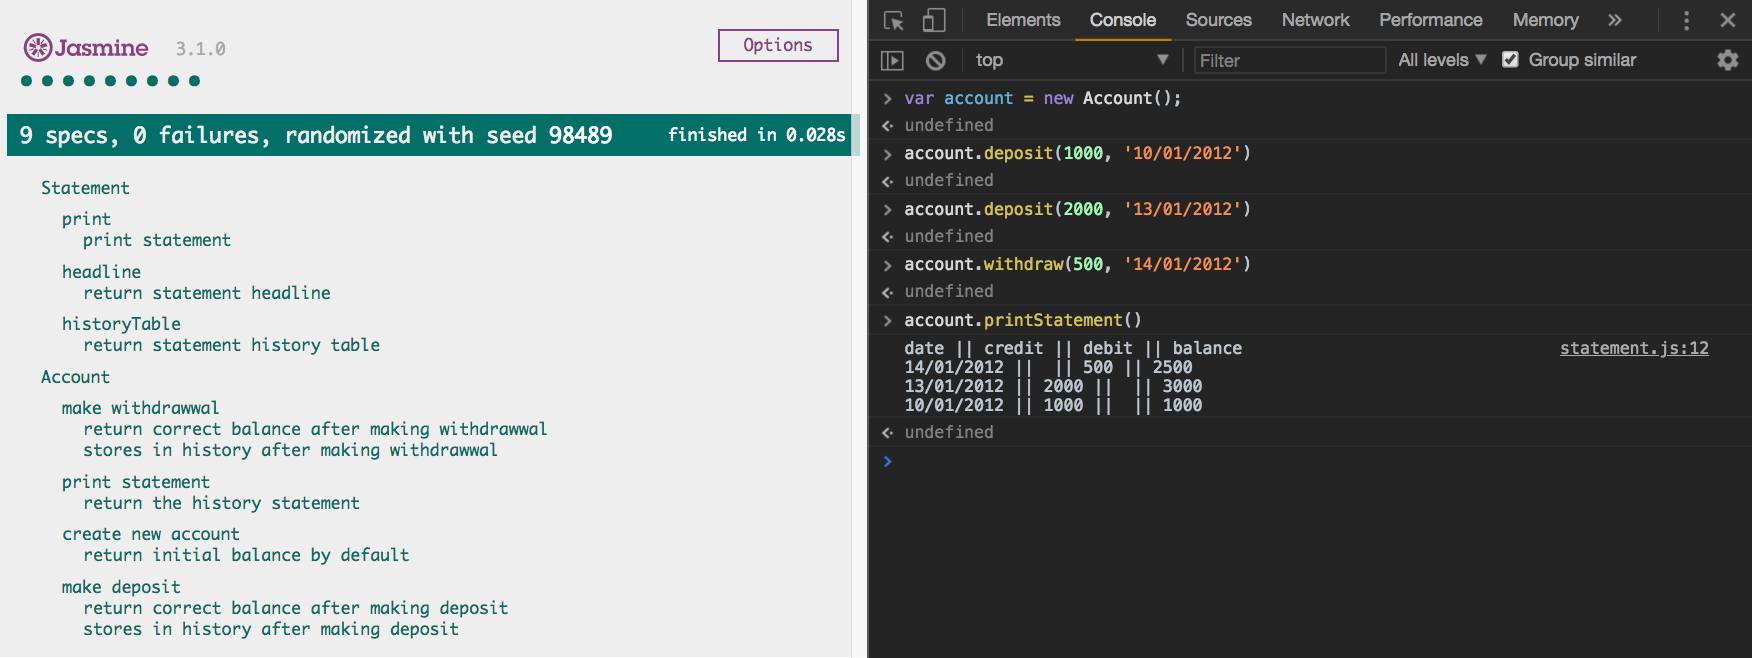 Jasmine 3.1.0
Options
9 specs, 0 failures, randomized with seed 98489 finished in 0.028s
Statement
print
print statement
headline
return statement headline
historyTable
return statement history table
Account
make withdrawwal
return correct balance after making withdrawwal
stores in history after making withdrawwal
print statement
return the history statement
create new account
return initial balance by default
make deposit
return correct balance after making deposit
stores in history after making deposit
Elements Console Sources Network Performance Memory »
top Filter All levels Group similar
> var account = new Account();
undefined
> account.deposit(1000, '10/01/2012')
undefined
> account.deposit(2000, '13/01/2012')
undefined
> account.withdraw(500, '14/01/2012')
undefined
> account.printStatement()
date || credit || debit || balance statement.js:12
14/01/2012 ||  || 500 || 2500
13/01/2012 || 2000 ||  || 3000
10/01/2012 || 1000 ||  || 1000
undefined
>